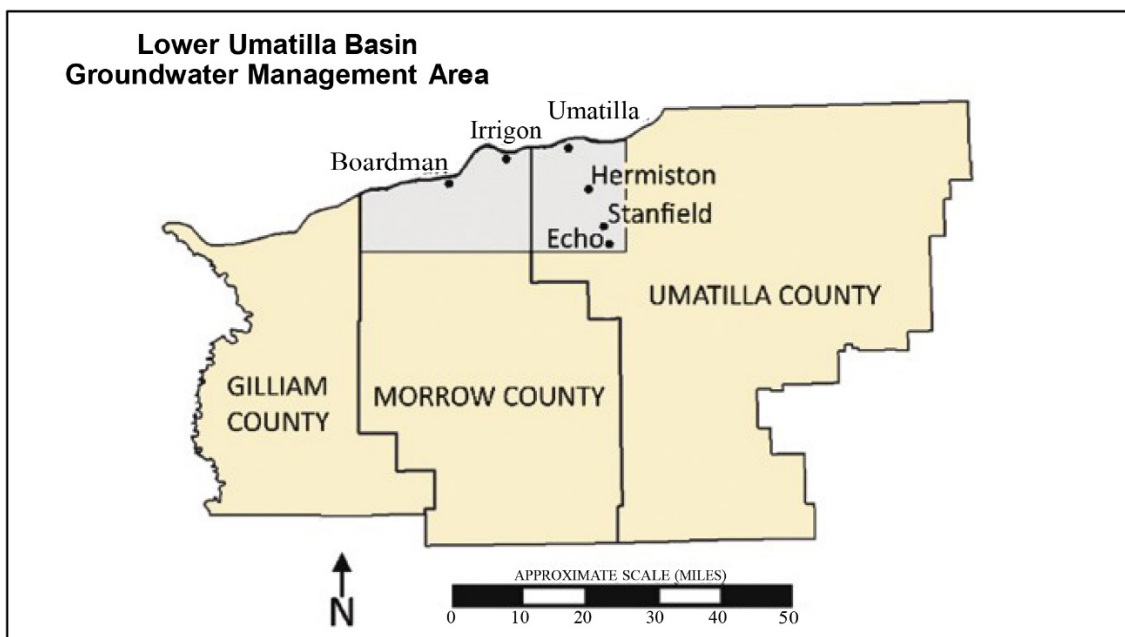 Lower Umatilla Basin
Groundwater Management Area
Umatilla
Irrigon
Boardman
Hermiston
Stanfield
Echo
UMATILLA COUNTY
GILLIAM
COUNTY
MORROW COUNTY
N
APPROXIMATE SCALE (MILES)
0 10 20 30 40 50